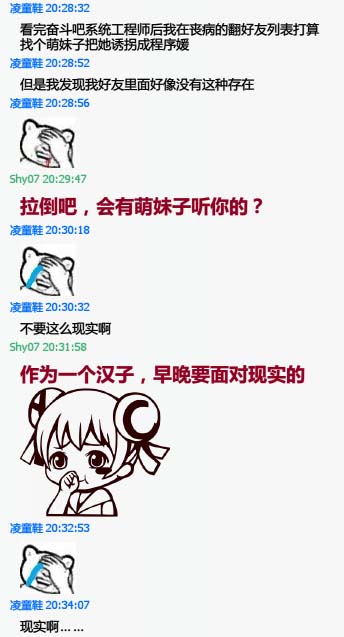 凌童鞋 20:28:32
看完奋斗吧系统工程师后我在丧病的翻好友列表打算
找个萌妹子把她诱拐成程序媛
凌童鞋 20:28:52
但是我发现我好友里面好像没有这种存在
凌童鞋 20:28:56
Shy07 20:29:47
拉倒吧，会有萌妹子听你的？
凌童鞋 20:30:18
凌童鞋 20:30:32
不要这么现实啊
Shy07 20:31:58
作为一个汉子，早晚要面对现实的
凌童鞋 20:32:53
凌童鞋 20:34:07
现实啊... ...